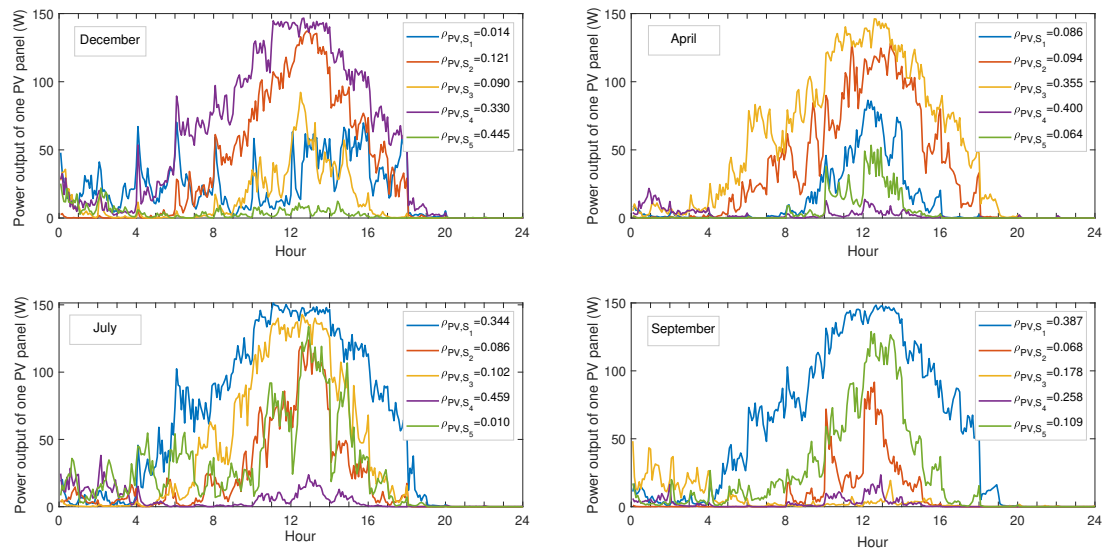 Power output of one PV panel (W)
150
100
50
0
December
ρPV,S1=0.014
ρPV,S2=0.121
ρPV,S3=0.090
ρPV,S4=0.330
ρPV,S5=0.445
0 4 8 12 16 20 24
Hour
Power output of one PV panel (W)
150
100
50
0
April
ρPV,S1=0.086
ρPV,S2=0.094
ρPV,S3=0.355
ρPV,S4=0.400
ρPV,S5=0.064
0 4 8 12 16 20 24
Hour
Power output of one PV panel (W)
150
100
50
0
July
ρPV,S1=0.344
ρPV,S2=0.086
ρPV,S3=0.102
ρPV,S4=0.459
ρPV,S5=0.010
0 4 8 12 16 20 24
Hour
Power output of one PV panel (W)
150
100
50
0
September
ρPV,S1=0.387
ρPV,S2=0.068
ρPV,S3=0.178
ρPV,S4=0.258
ρPV,S5=0.109
0 4 8 12 16 20 24
Hour